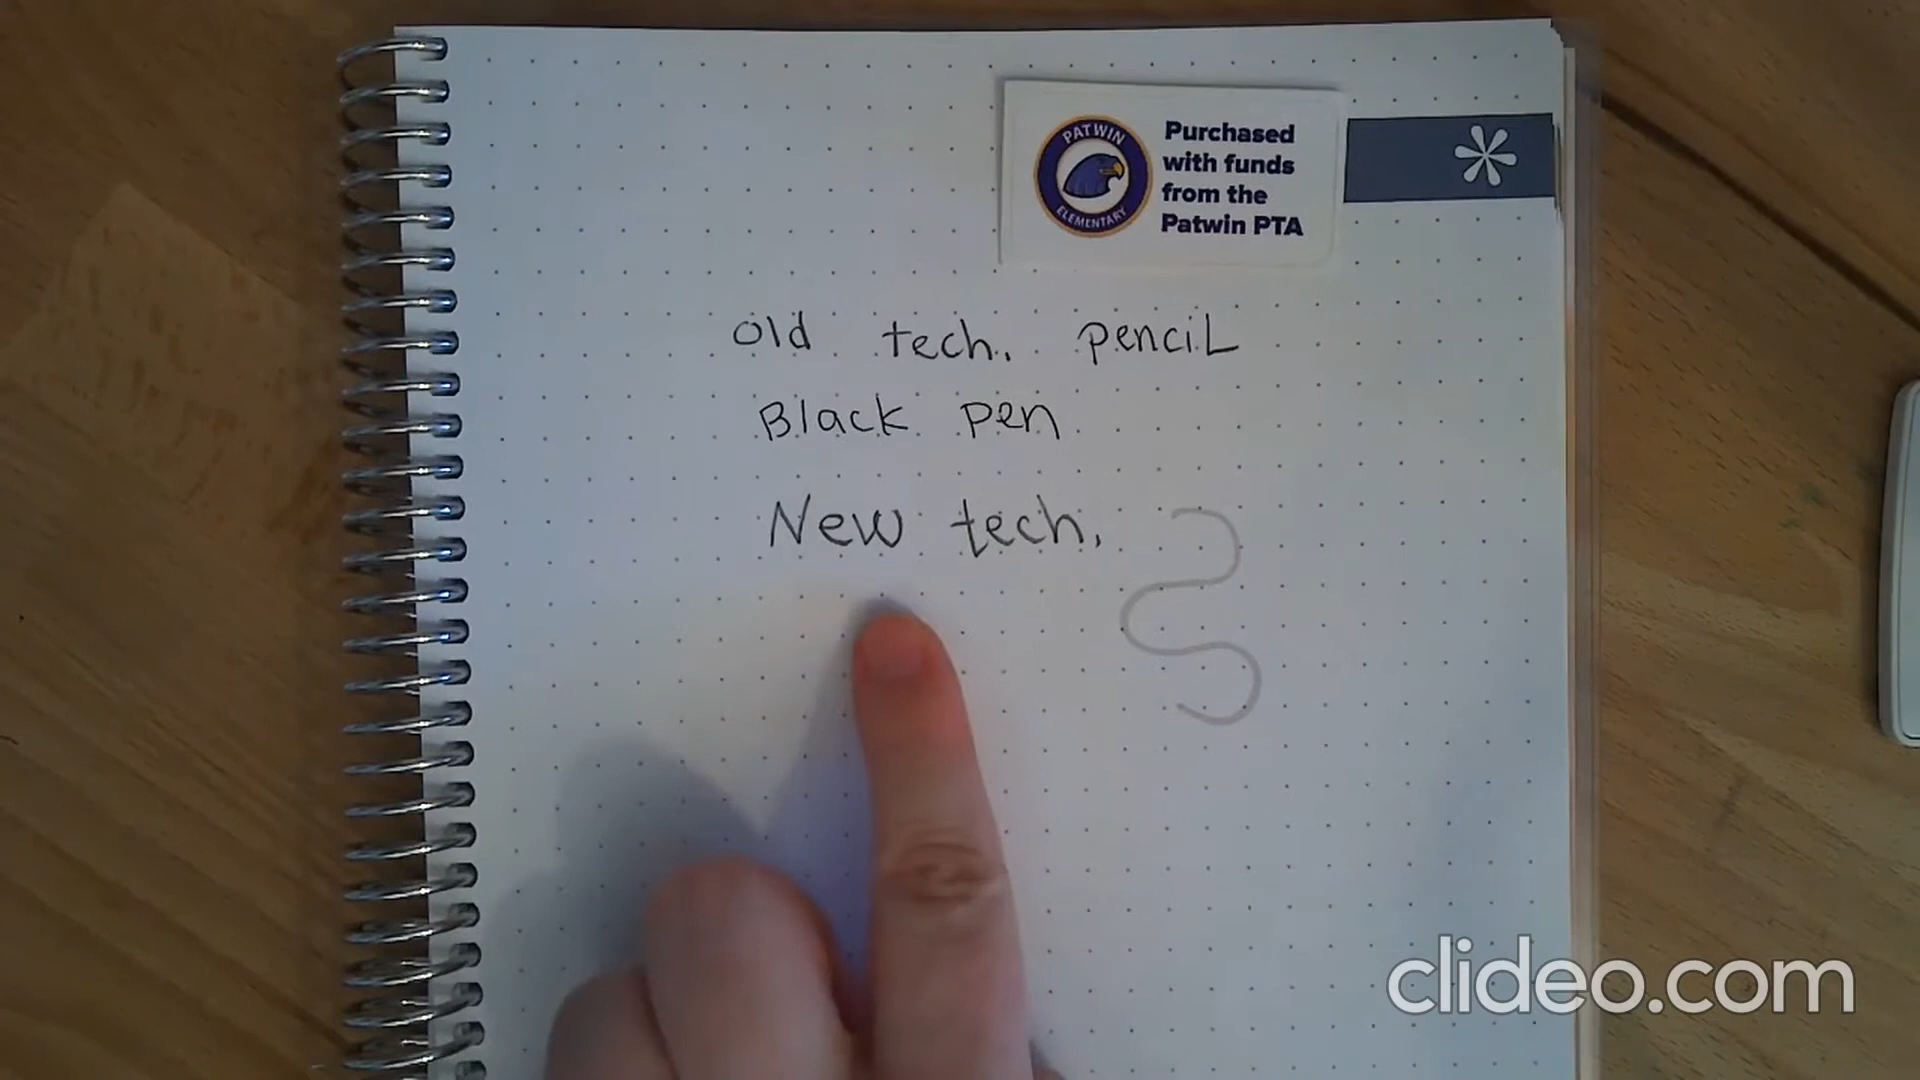 PATWIN
ELEMENTARY
Purchased
with funds
from the
Patwin PTA
old tech. penciL
Black pen
New tech.
clideo.com